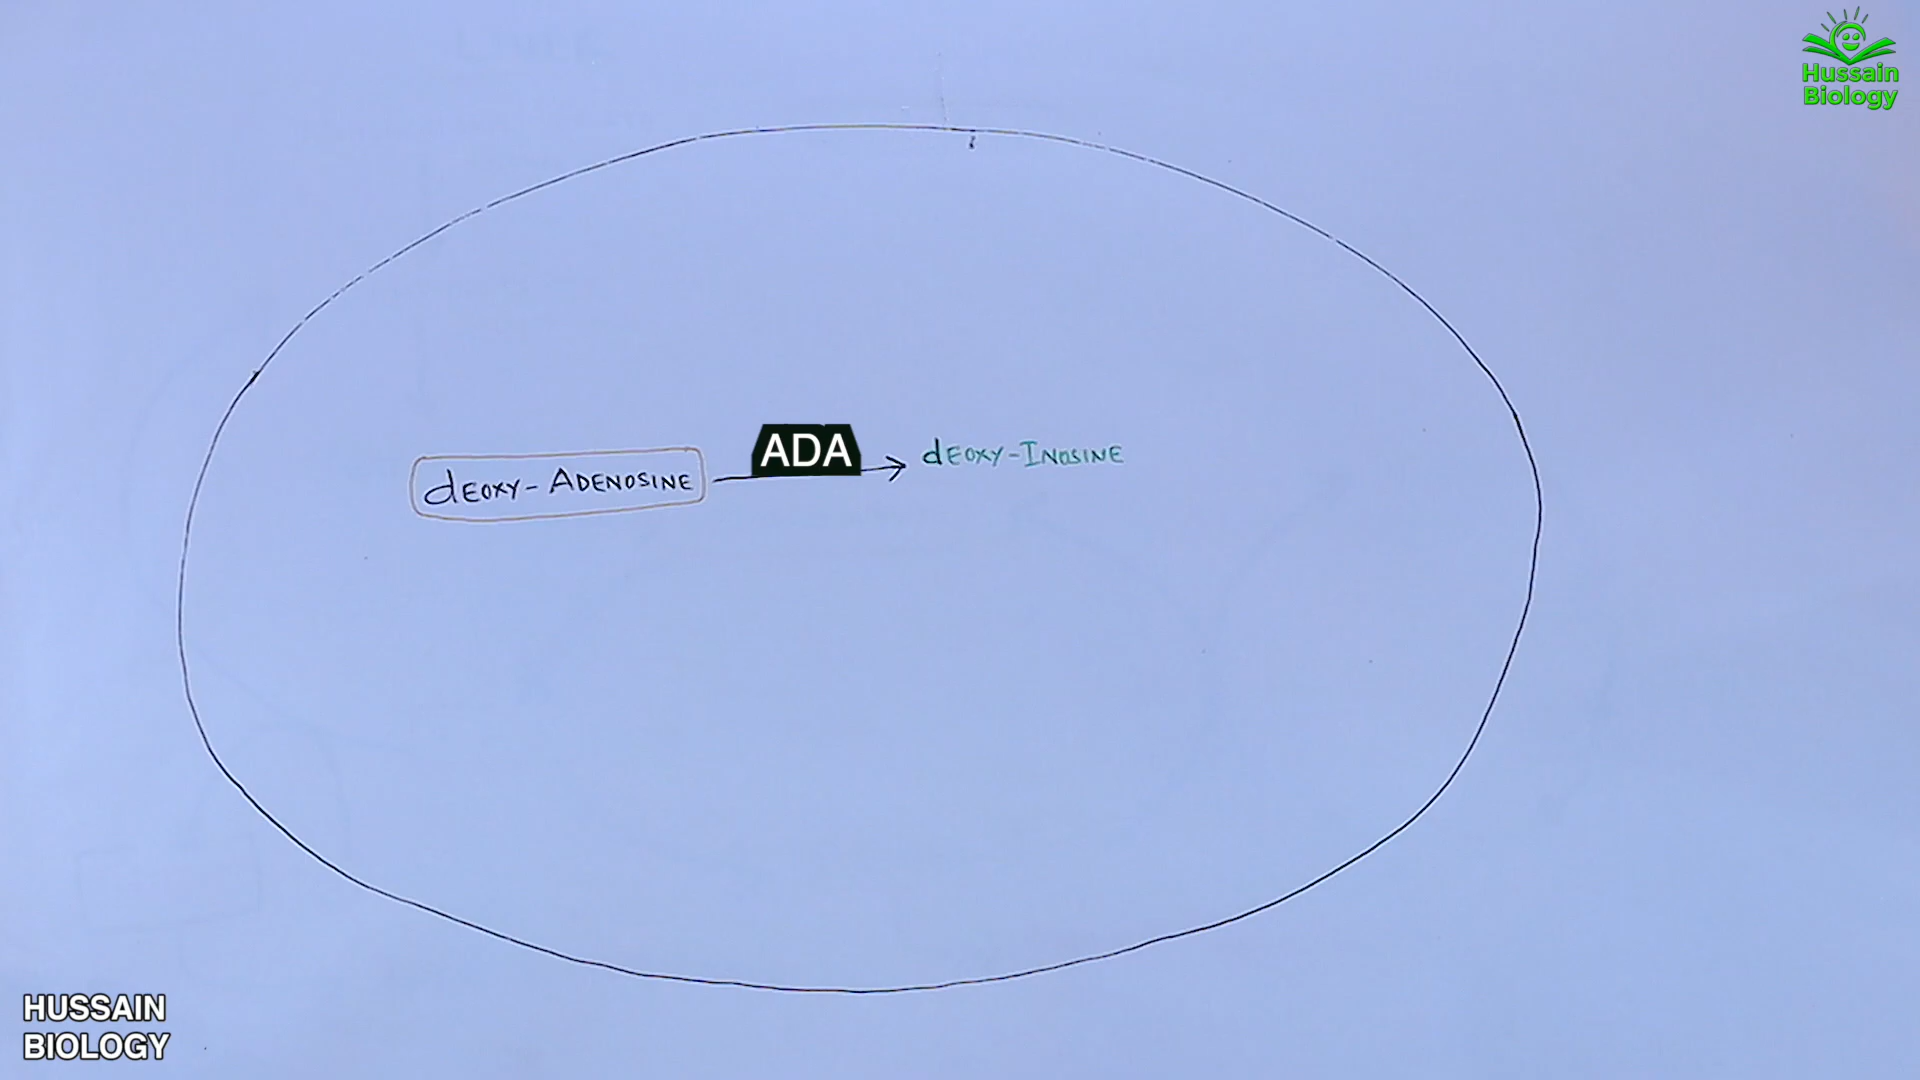 Hussain
Biology
ADA
dEOXY-ADENOSINE
dEOXY-INOSINE
HUSSAIN
BIOLOGY